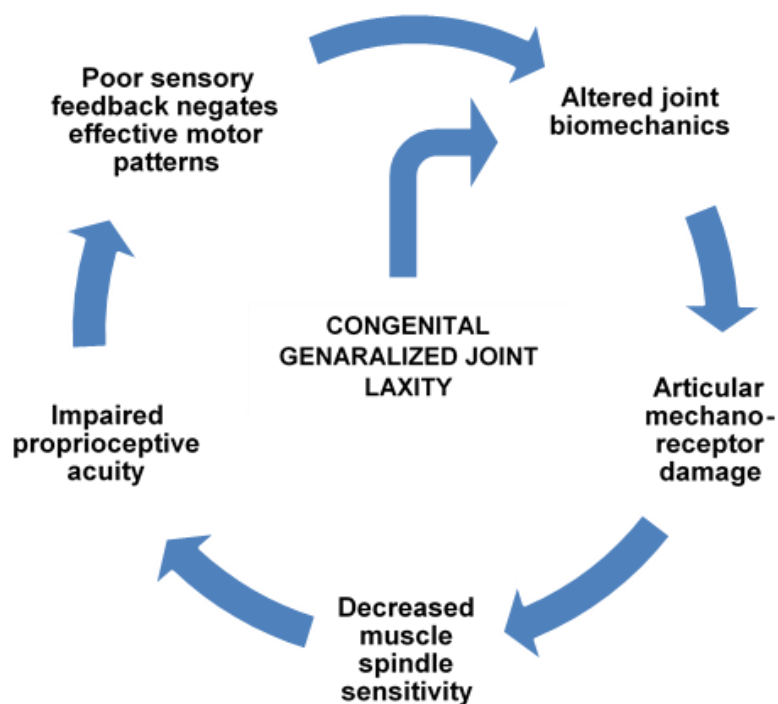 Poor sensory
feedback negates
effective motor
patterns
Altered joint
biomechanics
CONGENITAL
GENARALIZED JOINT
LAXITY
Articular
mechano-
receptor
damage
Impaired
proprioceptive
acuity
Decreased
muscle
spindle
sensitivity